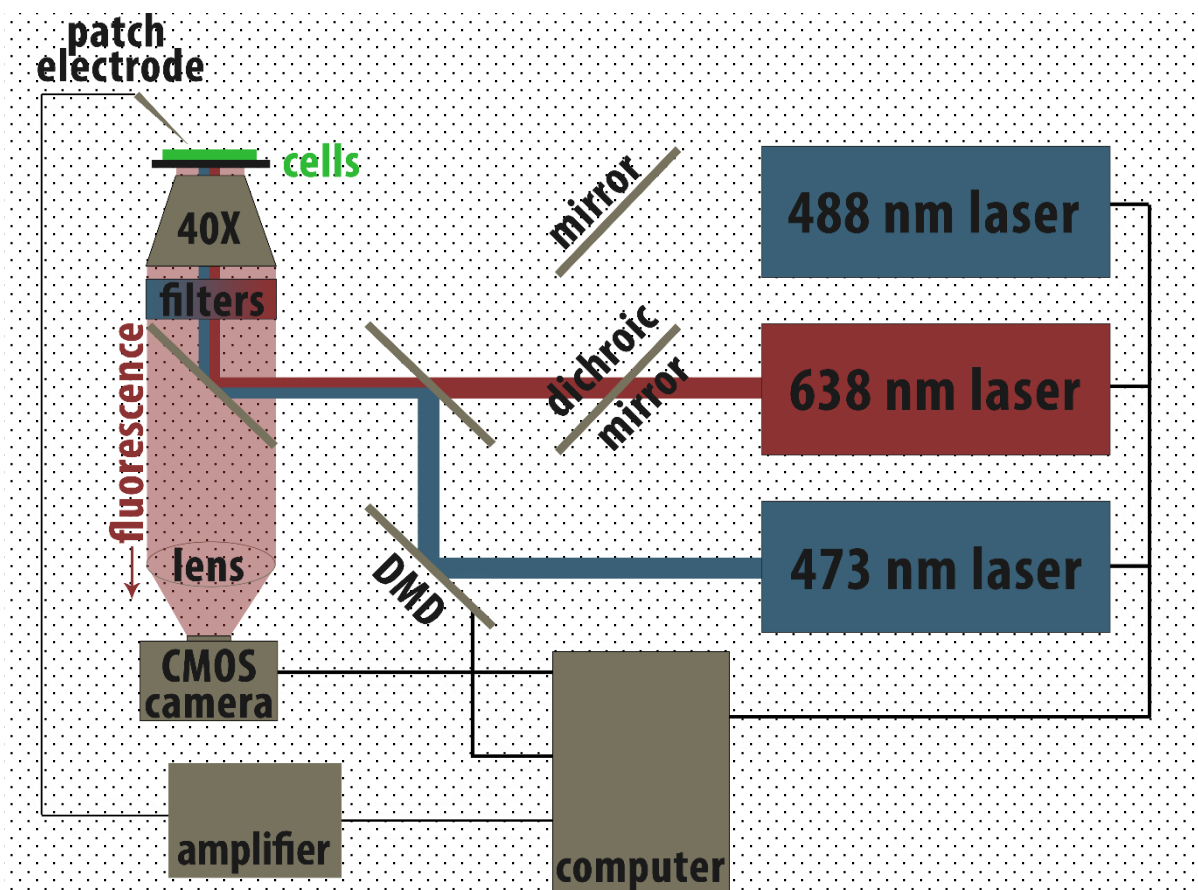 patch
electrode
cells
mirror
488 nm laser
40X
filters
dichroic
mirror
638 nm laser
fluorescence
lens
DMD
473 nm laser
CMOS
camera
amplifier
computer